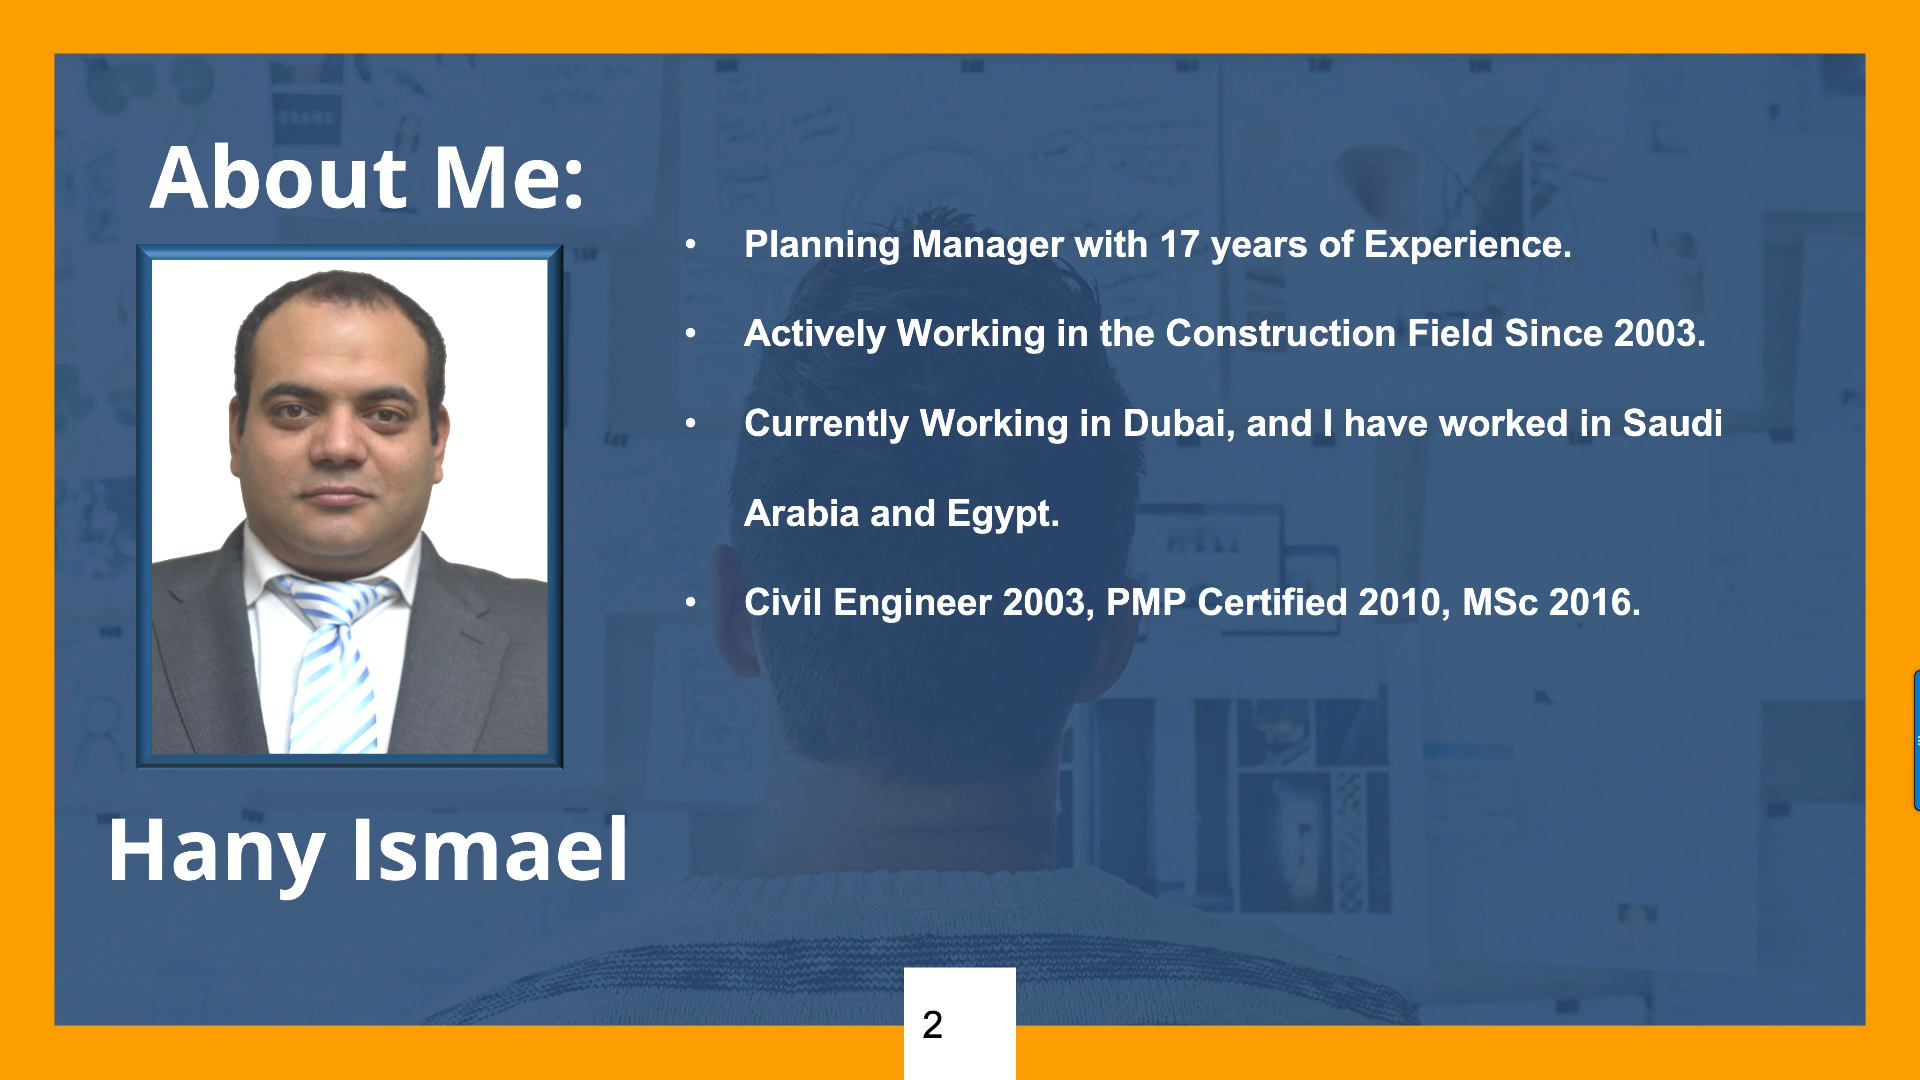 About Me:
• Planning Manager with 17 years of Experience.
• Actively Working in the Construction Field Since 2003.
• Currently Working in Dubai, and I have worked in Saudi
Arabia and Egypt.
• Civil Engineer 2003, PMP Certified 2010, MSc 2016.
Hany Ismael
2